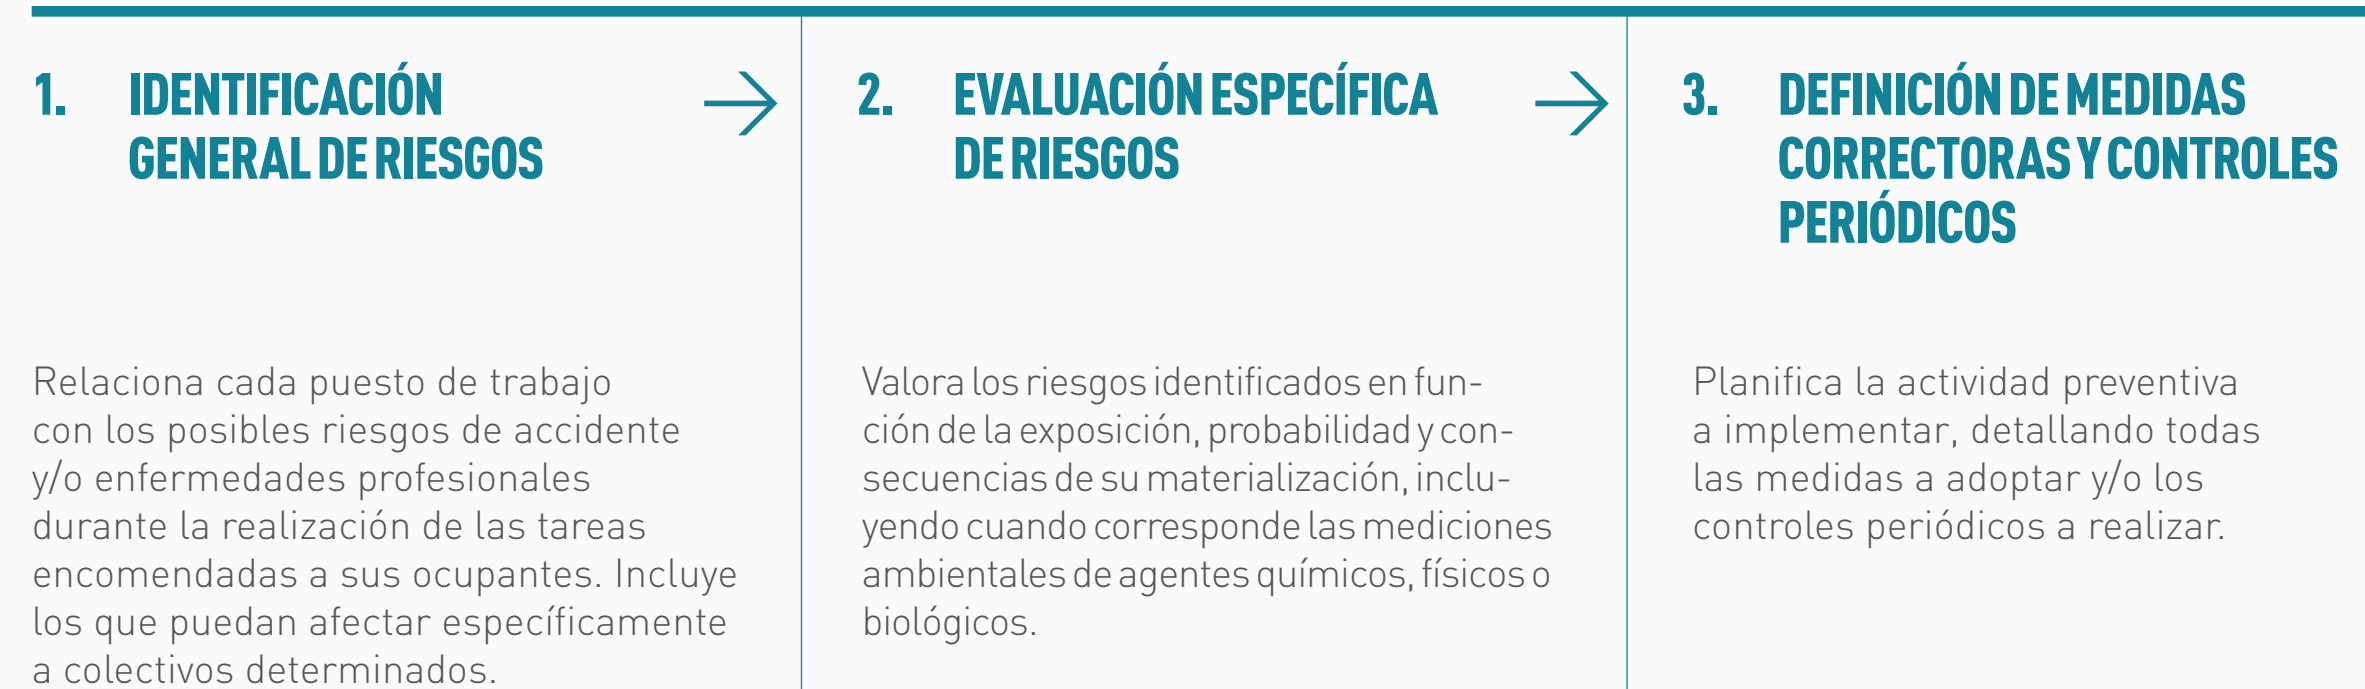 1. IDENTIFICACIÓN
GENERAL DE RIESGOS
Relaciona cada puesto de trabajo
con los posibles riesgos de accidente
y/o enfermedades profesionales
durante la realización de las tareas
encomendadas a sus ocupantes. Incluye
los que puedan afectar específicamente
a colectivos determinados.
2. EVALUACIÓN ESPECÍFICA
DE RIESGOS
Valora los riesgos identificados en fun-
ción de la exposición, probabilidad y con-
secuencias de su materialización, inclu-
yendo cuando corresponde las mediciones
ambientales de agentes químicos, físicos o
biológicos.
3. DEFINICIÓN DE MEDIDAS
CORRECTORAS Y CONTROLES
PERIÓDICOS
Planifica la actividad preventiva
a implementar, detallando todas
las medidas a adoptar y/o los
controles periódicos a realizar.